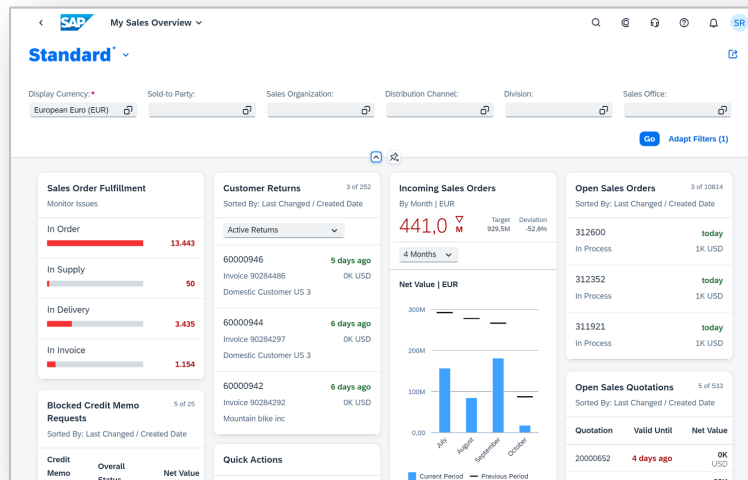 SAP My Sales Overview
SR
Standard*
Display Currency:* Sold-to Party: Sales Organization: Distribution Channel: Division: Sales Office:
European Euro (EUR)
Go Adapt Filters (1)
Sales Order Fulfillment
Monitor Issues
In Order
13.443
In Supply
50
In Delivery
3.435
In Invoice
1.154
Blocked Credit Memo Requests 5 of 25
Sorted By: Last Changed / Created Date
Credit Memo Overall Status Net Value
Customer Returns 3 of 252
Sorted By: Last Changed / Created Date
Active Returns
60000946 5 days ago
Invoice 90284486 0K USD
Domestic Customer US 3
60000944 6 days ago
Invoice 90284297 0K USD
Domestic Customer US 3
60000942 6 days ago
Invoice 90284292 0K USD
Mountain bIke inc
Quick Actions
Incoming Sales Orders
By Month | EUR
441,0 M
Target Deviation
929,5M -52,6%
4 Months
Net Value | EUR
300M
200M
100M
0,00
July August September October
Current Period Previous Period
Open Sales Orders 3 of 10814
Sorted By: Last Changed / Created Date
312600 today
In Process 1K USD
312352 today
In Process 1K USD
311921 today
In Process 1K USD
Open Sales Quotations 5 of 533
Sorted By: Last Changed / Created Date
Quotation Valid Until Net Value
20000652 4 days ago 0K
USD